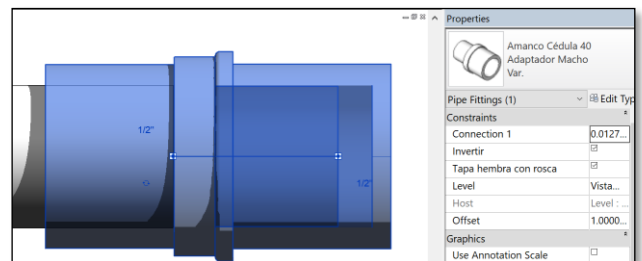 Properties
Amanco Cédula 40
Adaptador Macho
Var.
Pipe Fittings (1)
Edit Typ
Constraints
Connection 1
0.0127...
Invertir
Tapa hembra con rosca
Level
Vista...
Host
Level : ...
Offset
1.0000...
Graphics
Use Annotation Scale
1/2"
1/2"